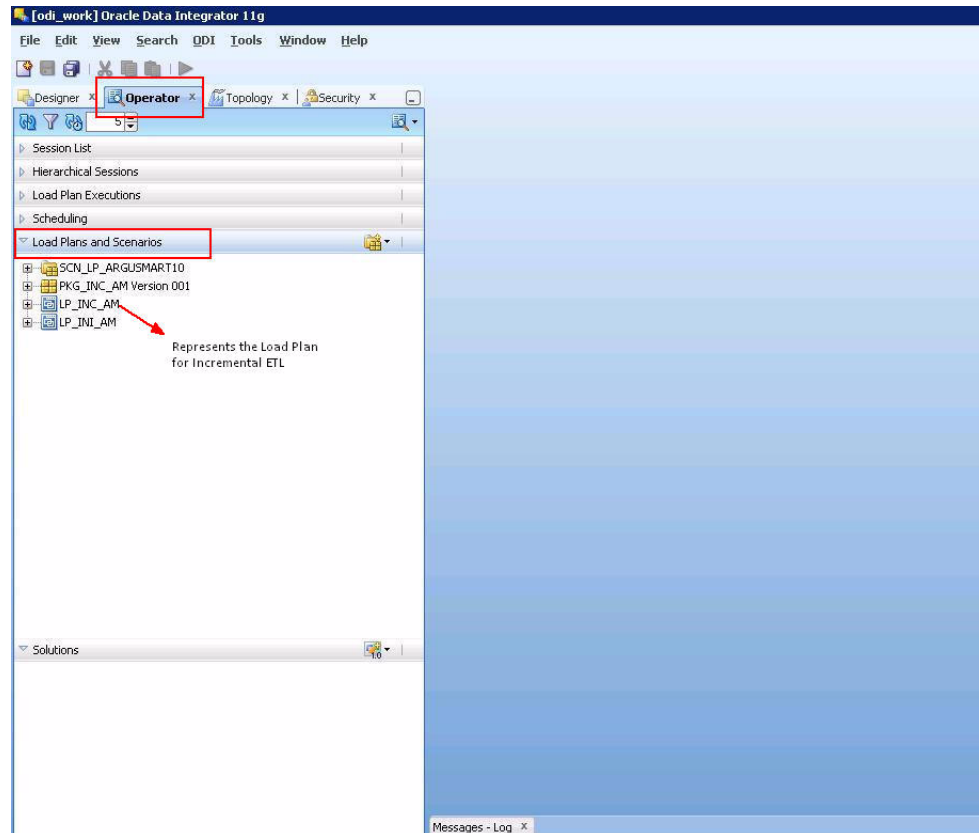 [odi_work] Oracle Data Integrator 11g
File Edit View Search ODI Tools Window Help
Designer x Operator x Topology x Security x
5
Session List
Hierarchical Sessions
Load Plan Executions
Scheduling
Load Plans and Scenarios
SCN_LP_ARGUSMART10
PKG_INC_AM Version 001
LP_INC_AM
LP_INI_AM
Represents the Load Plan
for Incremental ETL
Solutions
1.0
Messages - Log x